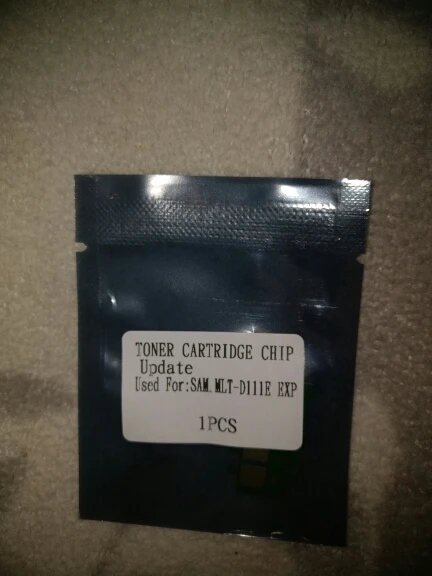 TONER CARTRIDGE CHIP
Update
Used For:SAM.MLT-D111E EXP
1PCS